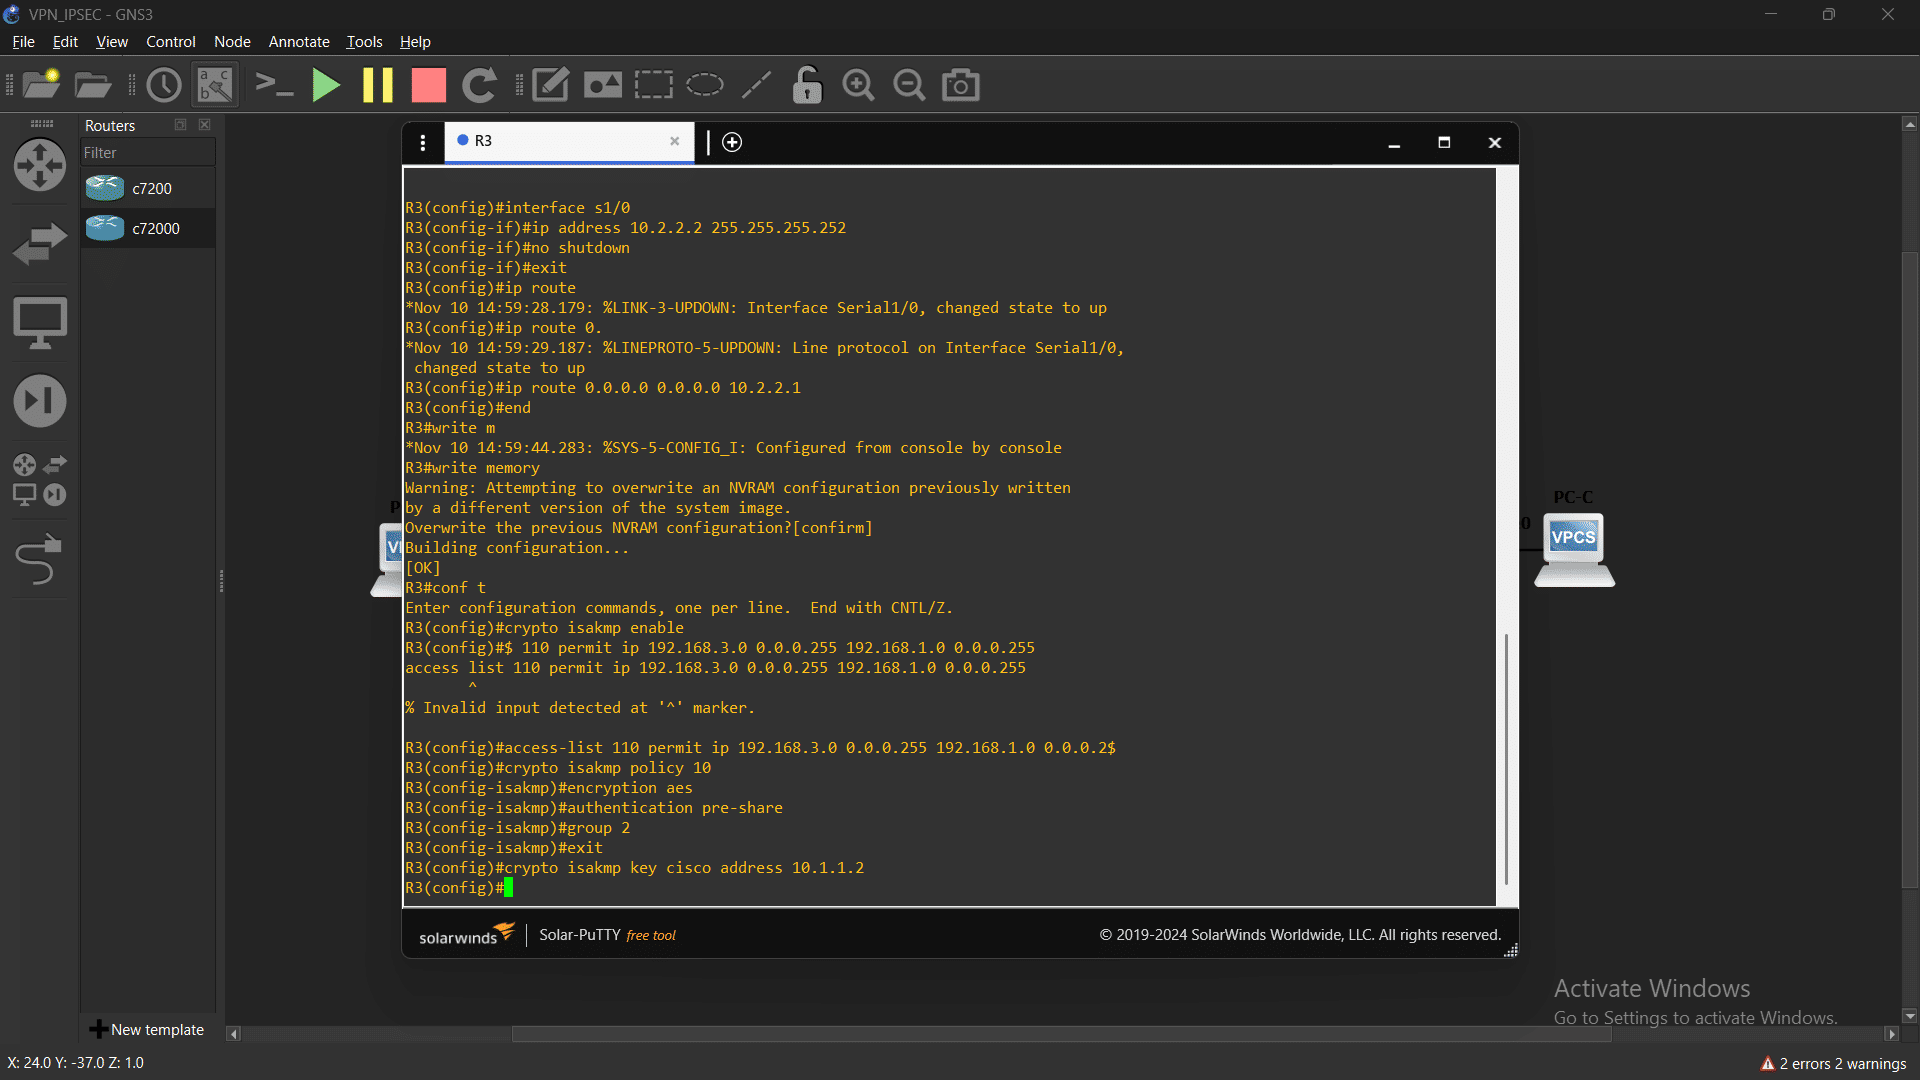 VPN_IPSEC - GNS3
File Edit View Control Node Annotate Tools Help
Routers
Filter
c7200
c72000
R3
R3(config)#interface s1/0
R3(config-if)#ip address 10.2.2.2 255.255.255.252
R3(config-if)#no shutdown
R3(config-if)#exit
R3(config)#ip route
*Nov 10 14:59:28.179: %LINK-3-UPDOWN: Interface Serial1/0, changed state to up
R3(config)#ip route 0.
*Nov 10 14:59:29.187: %LINEPROTO-5-UPDOWN: Line protocol on Interface Serial1/0,
changed state to up
R3(config)#ip route 0.0.0.0 0.0.0.0 10.2.2.1
R3(config)#end
R3#write m
*Nov 10 14:59:44.283: %SYS-5-CONFIG_I: Configured from console by console
R3#write memory
Warning: Attempting to overwrite an NVRAM configuration previously written
by a different version of the system image.
Overwrite the previous NVRAM configuration?[confirm]
Building configuration...
[OK]
R3#conf t
Enter configuration commands, one per line.  End with CNTL/Z.
R3(config)#crypto isakmp enable
R3(config)#$ 110 permit ip 192.168.3.0 0.0.0.255 192.168.1.0 0.0.0.255
access list 110 permit ip 192.168.3.0 0.0.0.255 192.168.1.0 0.0.0.255
^
% Invalid input detected at '^' marker.
R3(config)#access-list 110 permit ip 192.168.3.0 0.0.0.255 192.168.1.0 0.0.0.2$
R3(config)#crypto isakmp policy 10
R3(config-isakmp)#encryption aes
R3(config-isakmp)#authentication pre-share
R3(config-isakmp)#group 2
R3(config-isakmp)#exit
R3(config)#crypto isakmp key cisco address 10.1.1.2
R3(config)#
solarwinds Solar-PuTTY free tool
© 2019-2024 SolarWinds Worldwide, LLC. All rights reserved.
P
VP
PC-C
0
VPCS
Activate Windows
Go to Settings to activate Windows.
New template
X: 24.0 Y: -37.0 Z: 1.0
2 errors 2 warnings